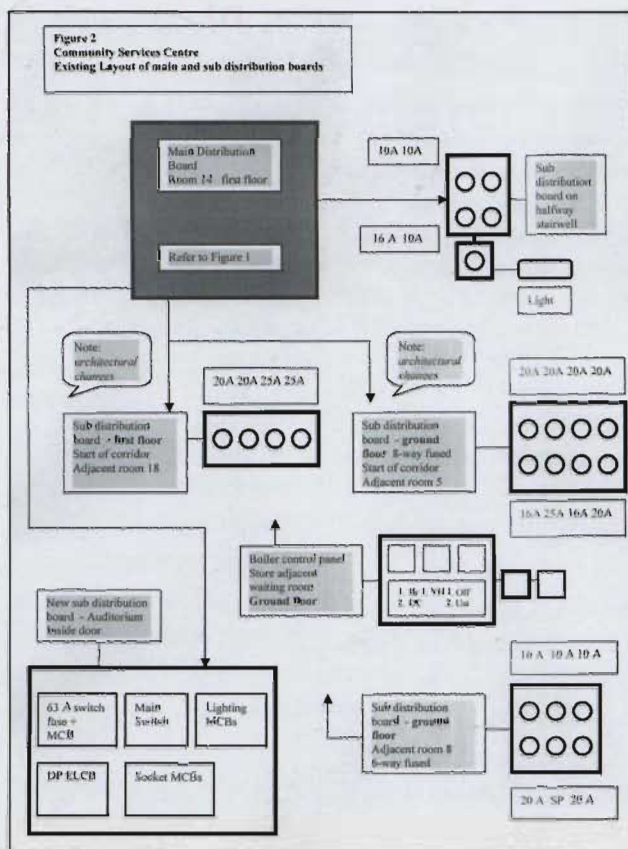 Figure 2
Community Services Centre
Existing Layout of main and sub distribution boards
Main Distribution
Board
Room 14 first floor
Refer to Figure 1
10A 10A
16 A 10A
Sub
distribution
board on
halfway
stairwell
Light
Note:
architectural
changes
Note:
architectural
changes
20A 20A 25A 25A
20A 20A 20A 20A
Sub distribution
board - first floor
Start of corridor
Adjacent room 18
Sub distribution
board - ground
floor 8-way fused
Start of corridor
Adjacent room 5
16A 25A 16A 20A
Boiler control panel
Store adjacent
waiting room
Ground floor
1. Off
2. 2.
New sub distribution
board - Auditorium
Inside door
63 A switch
fuse +
MCB
Main
Switch
Lighting
MCBs
DP ELCB
Socket MCBs
Sub distribution
board - ground
floor
Adjacent room 8
6-way fused
10 A 10 A 10 A
20 A SP 20 A